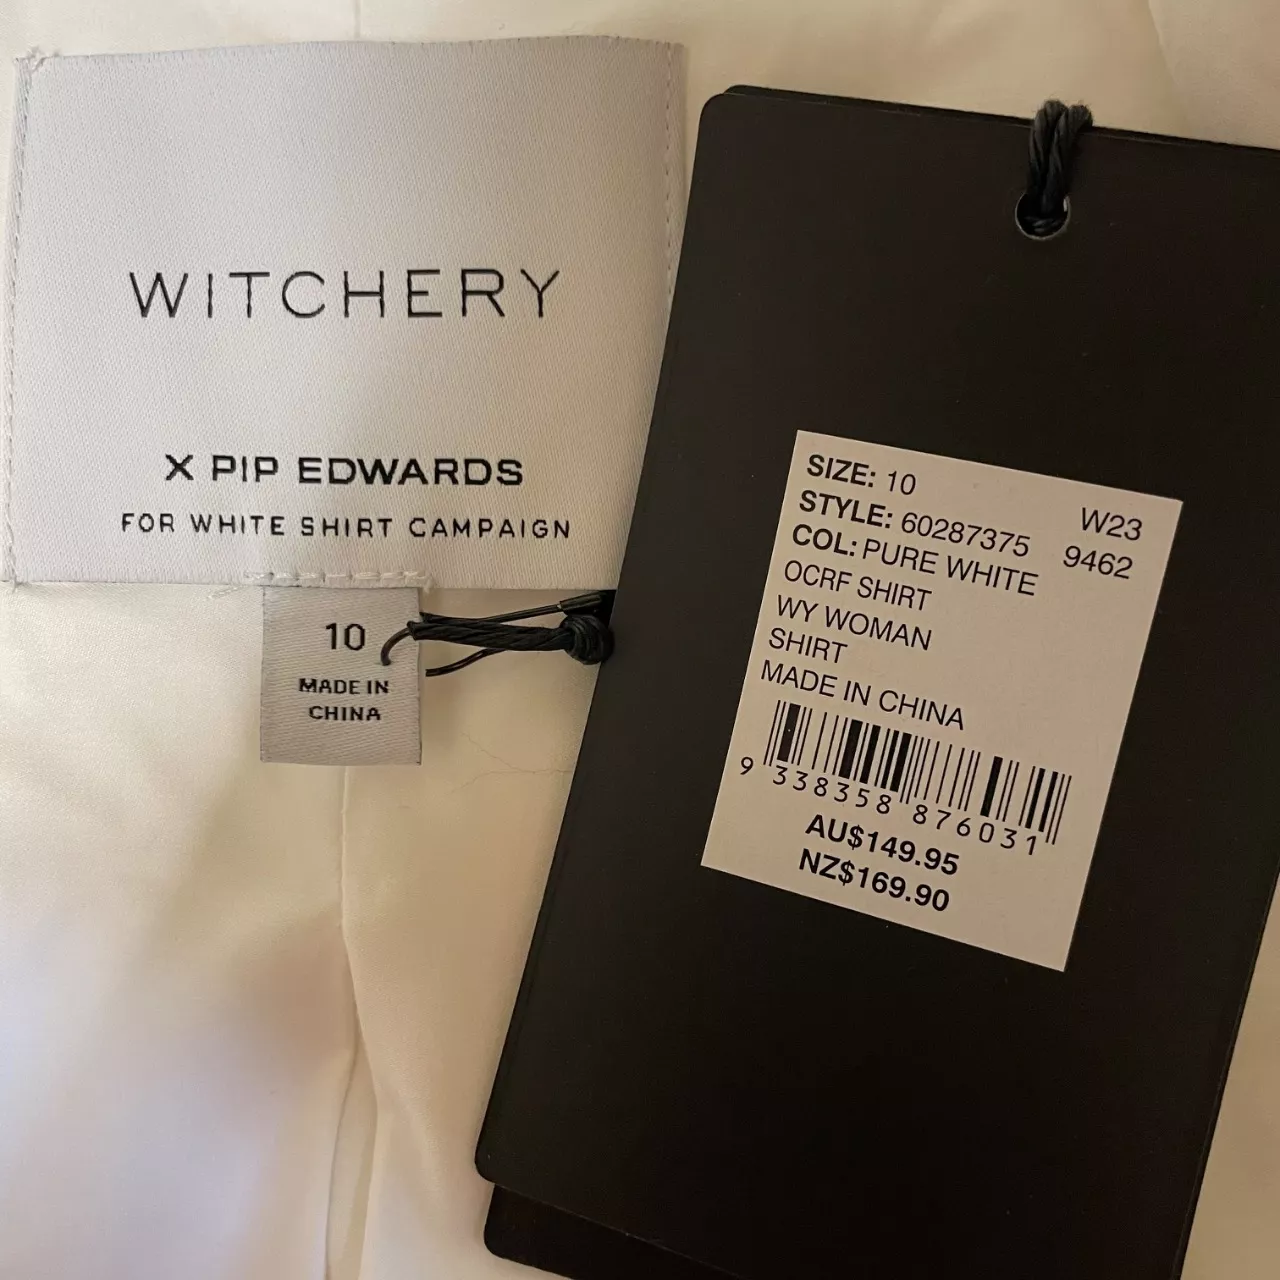 WITCHERY
X PIP EDWARDS
FOR WHITE SHIRT CAMPAIGN
10
MADE IN
CHINA
SIZE: 10
W23
STYLE: 60287375
9462
COL: PURE WHITE
OCRF SHIRT
WY WOMAN
SHIRT
MADE IN CHINA
9 338358 876031
AU$149.95
NZ$169.90